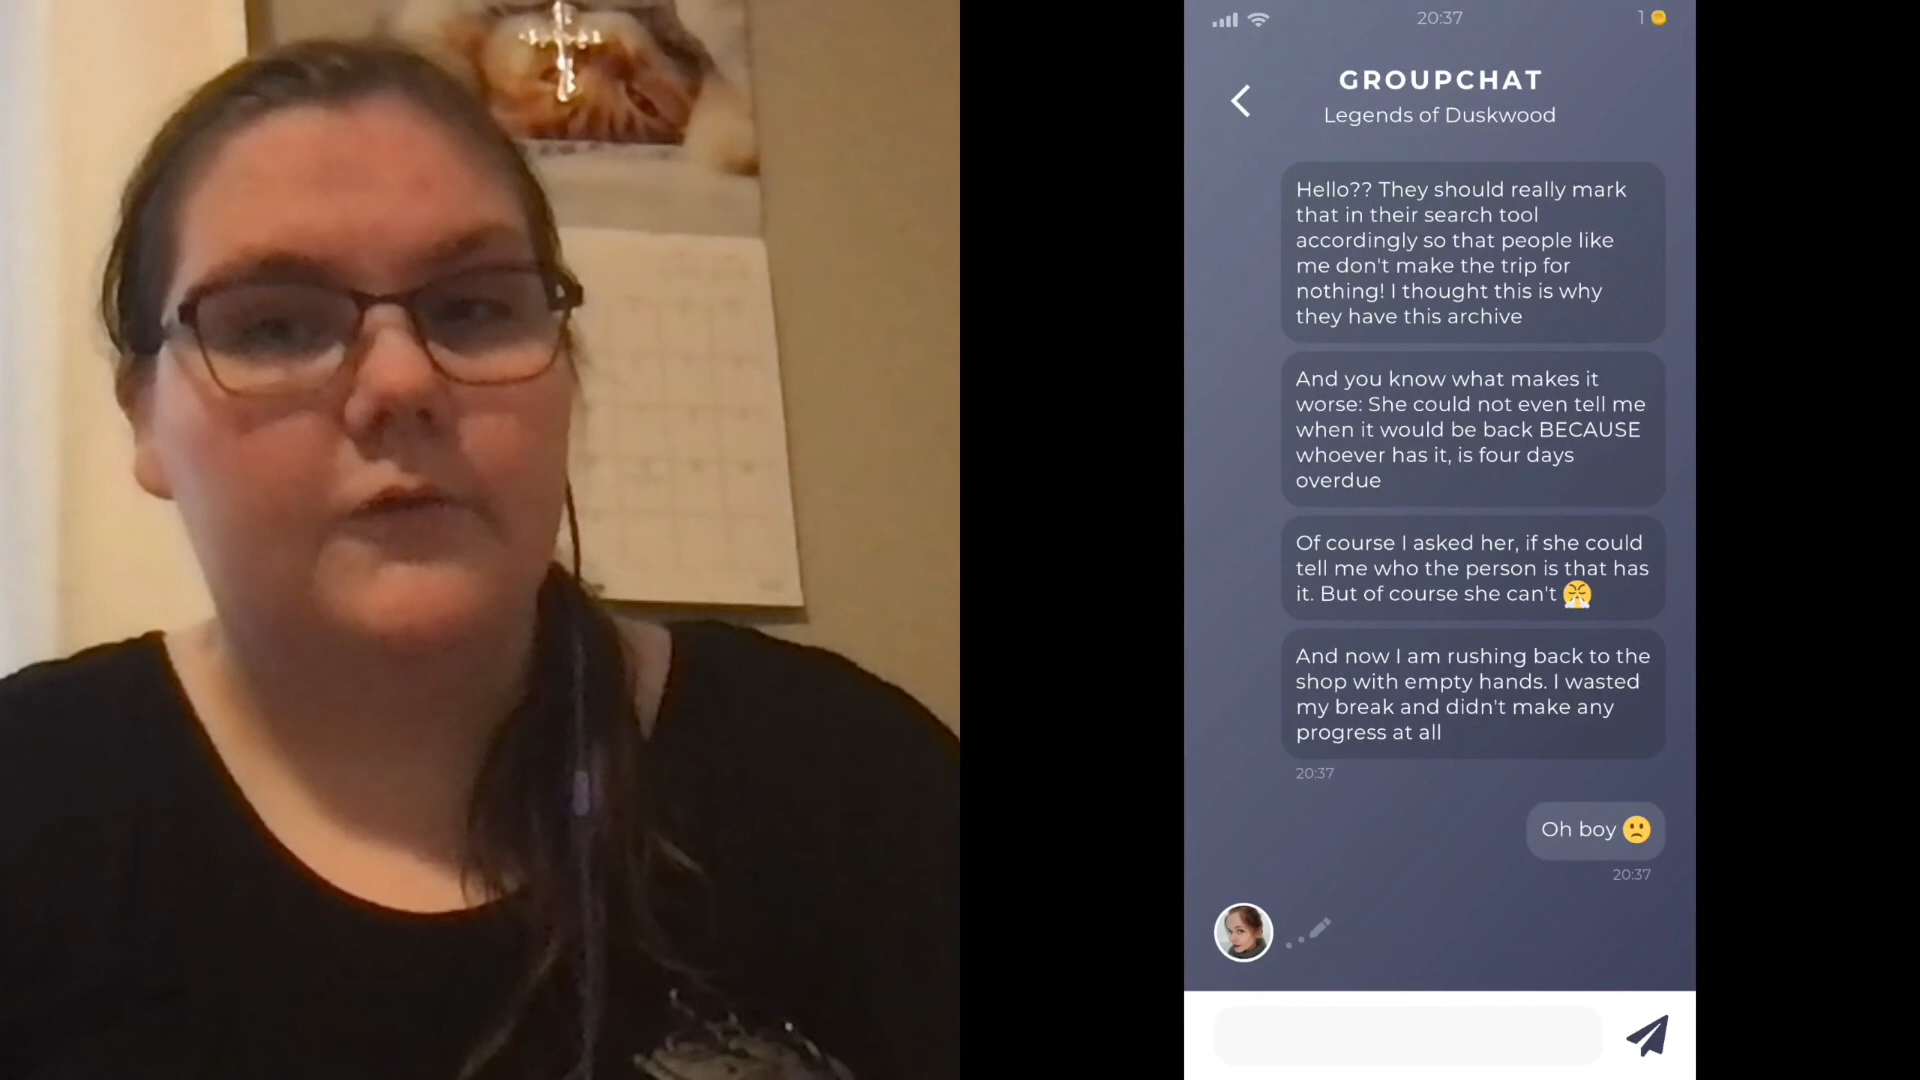 20:37
1
GROUPCHAT
Legends of Duskwood
Hello?? They should really mark
that in their search tool
accordingly so that people like
me don't make the trip for
nothing! I thought this is why
they have this archive
And you know what makes it
worse: She could not even tell me
when it would be back BECAUSE
whoever has it, is four days
overdue
Of course I asked her, if she could
tell me who the person is that has
it. But of course she can't 😤
And now I am rushing back to the
shop with empty hands. I wasted
my break and didn't make any
progress at all
20:37
Oh boy 🙁
20:37